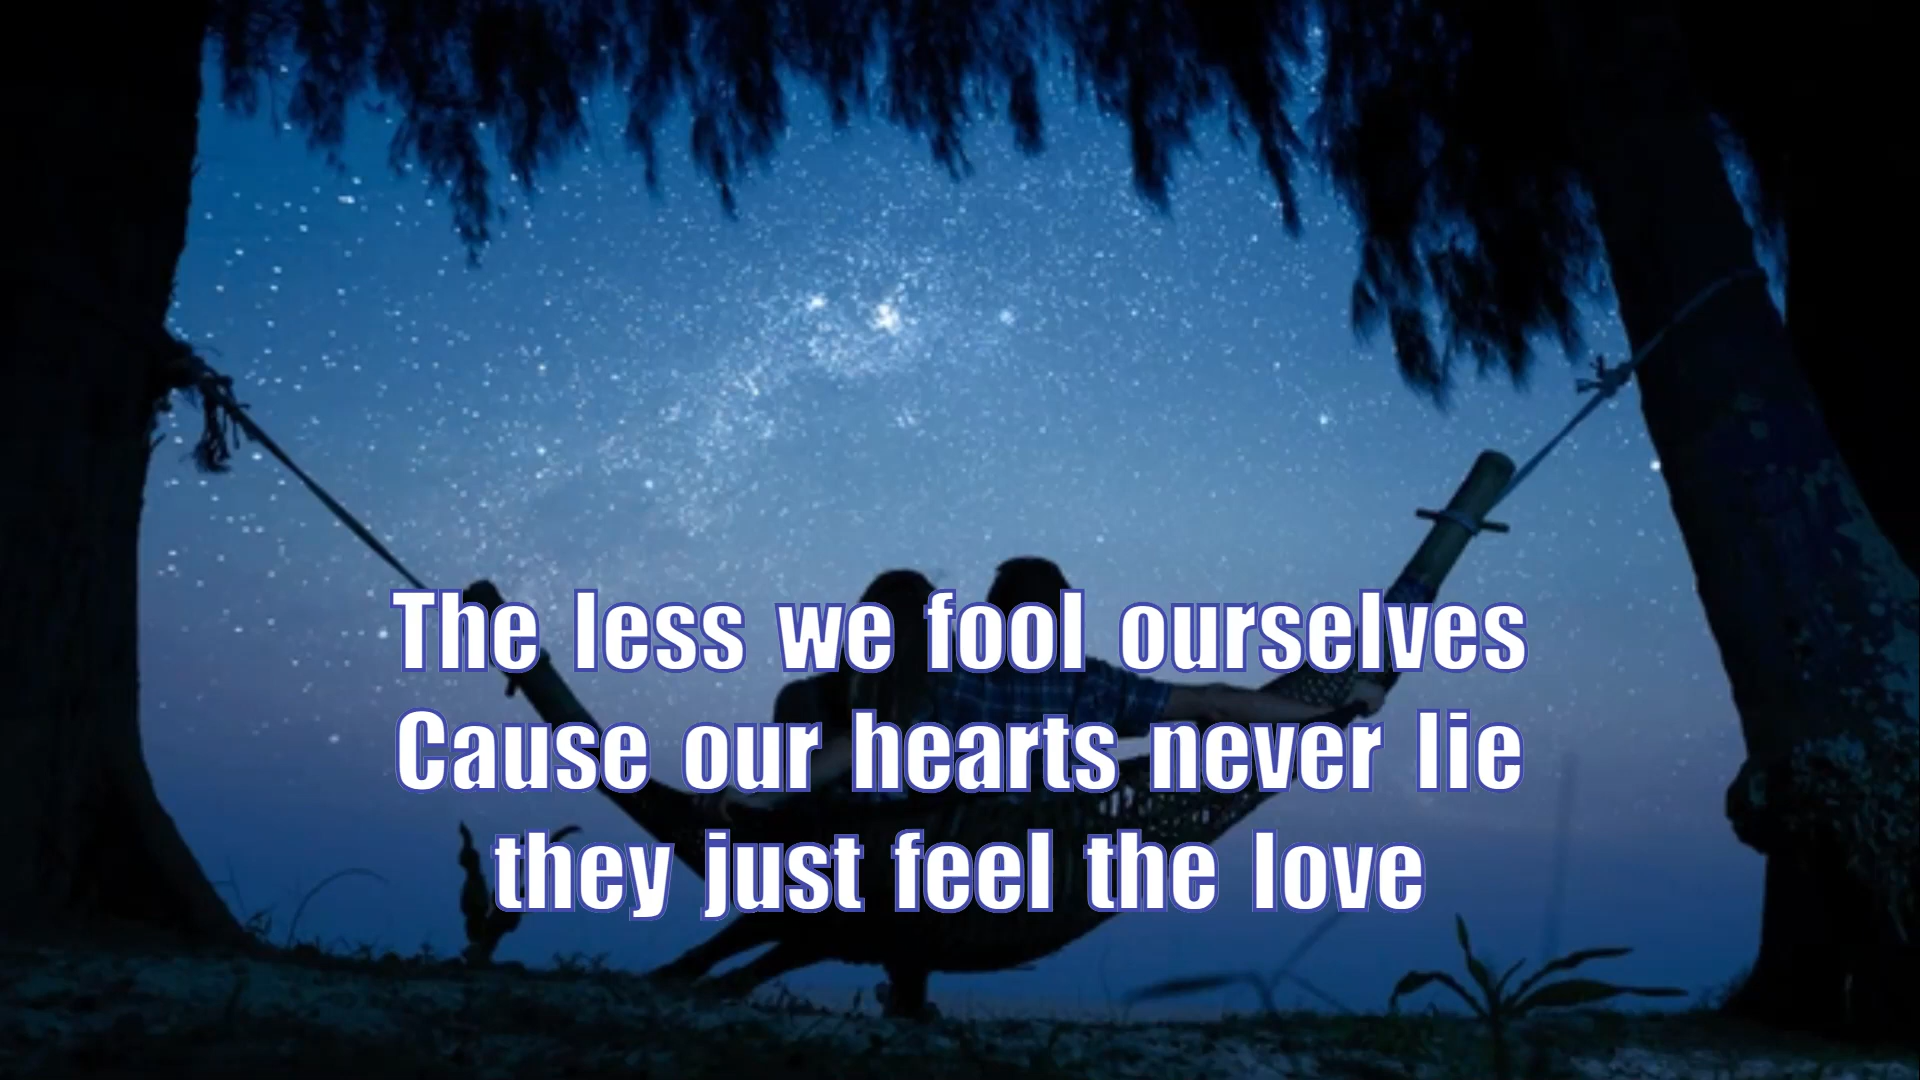 The less we fool ourselves
Cause our hearts never lie
they just feel the love